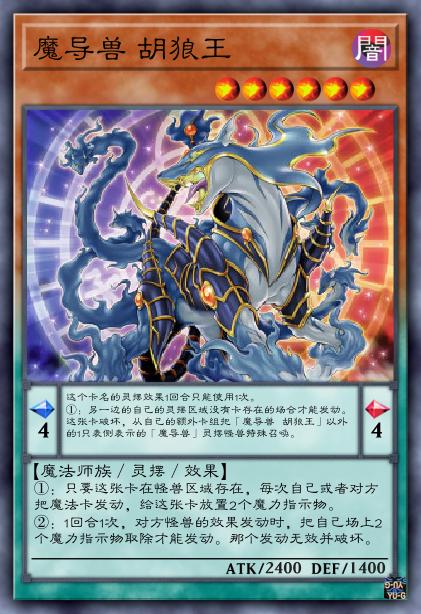 魔导兽 胡狼王
闇
这个卡名的灵摆效果1回合只能使用1次。
①：另一边的自己的灵摆区域没有卡存在的场合才能发动。
这张卡破坏，从自己的额外卡组把「魔导兽 胡狼王」以外
的1只表侧表示的「魔导兽」灵摆怪兽特殊召唤。
4
4
【魔法师族／灵摆／效果】
①：只要这张卡在怪兽区域存在，每次自己或者对方
把魔法卡发动，给这张卡放置2个魔力指示物。
②：1回合1次，对方怪兽的效果发动时，把自己场上2
个魔力指示物取除才能发动。那个发动无效并破坏。
ATK/2400 DEF/1400
YU-G